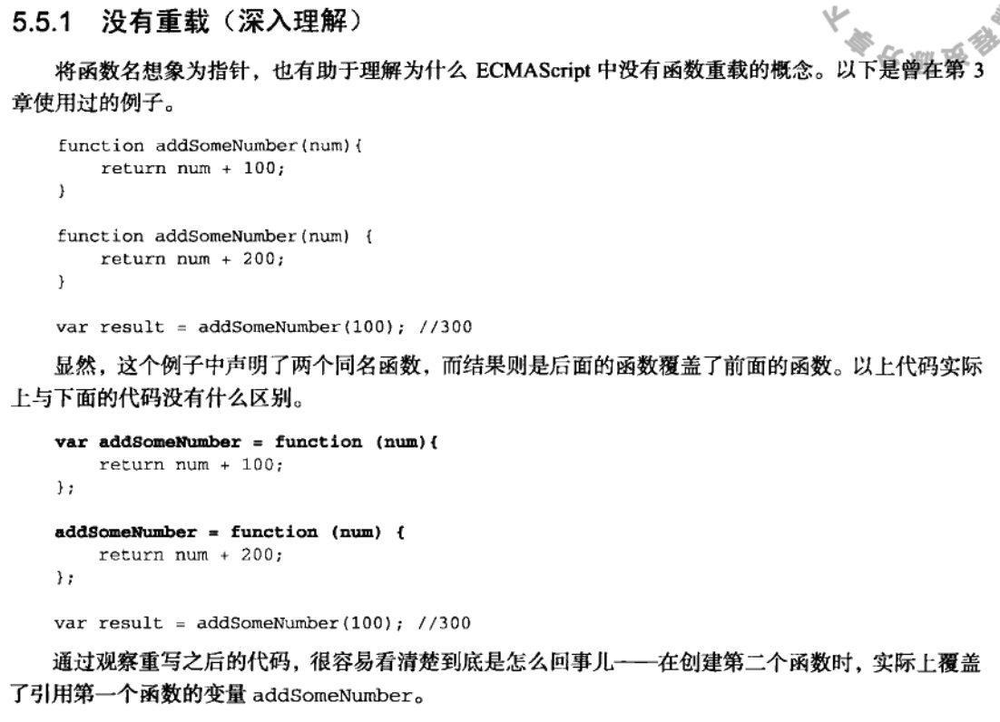 5.5.1 没有重载（深入理解）
将函数名想象为指针，也有助于理解为什么 ECMAScript 中没有函数重载的概念。以下是曾在第 3
章使用过的例子。
function addSomeNumber(num){
return num + 100;
}
function addSomeNumber(num) {
return num + 200;
}
var result = addSomeNumber(100); //300
显然，这个例子中声明了两个同名函数，而结果则是后面的函数覆盖了前面的函数。以上代码实际
上与下面的代码没有什么区别。
var addSomeNumber = function (num){
return num + 100;
};
addSomeNumber = function (num) {
return num + 200;
};
var result = addSomeNumber(100); //300
通过观察重写之后的代码，很容易看清楚到底是怎么回事儿——在创建第二个函数时，实际上覆盖
了引用第一个函数的变量 addSomeNumber。